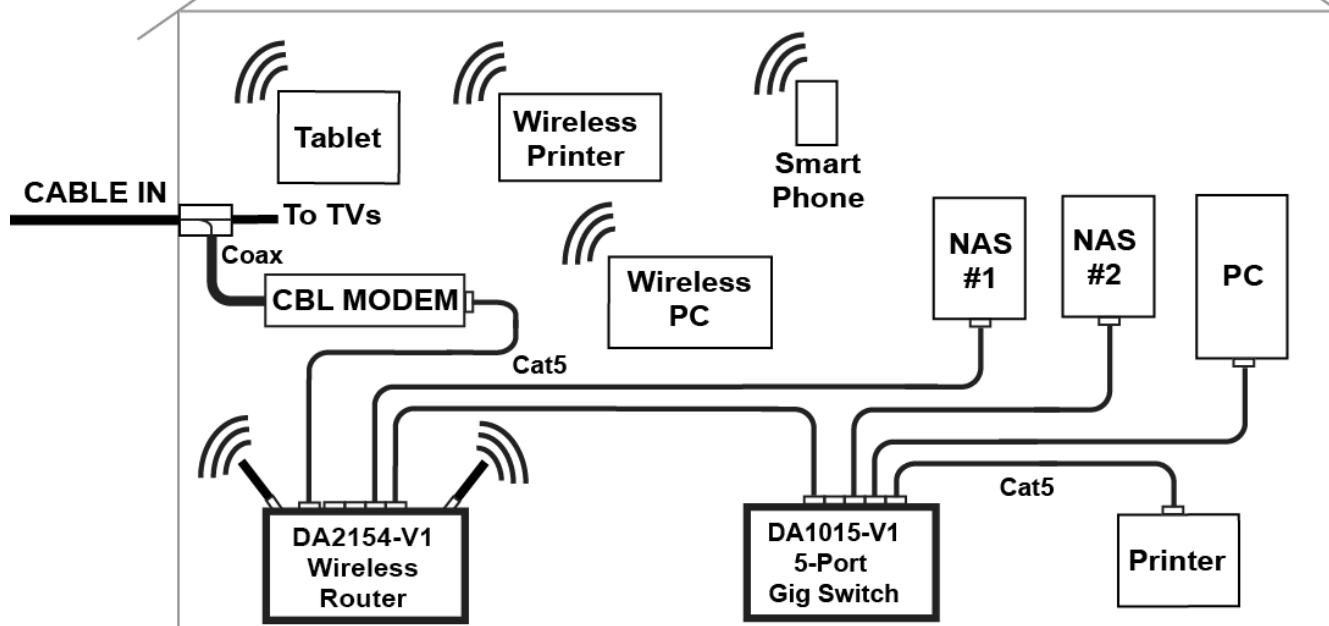 Tablet
Wireless
Printer
Smart
Phone
CABLE IN
To TVs
Coax
CBL MODEM
Wireless
PC
NAS
#1
NAS
#2
PC
Cat5
DA2154-V1
Wireless
Router
DA1015-V1
5-Port
Gig Switch
Cat5
Printer